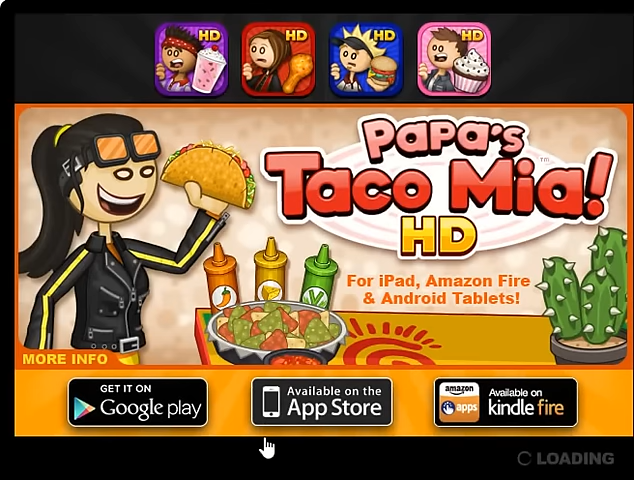 HD HD HD HD
PaPa's
Taco Mia!™
HD
For iPad, Amazon Fire
& Android Tablets!
MORE INFO
GET IT ON
Google play
Available on the
App Store
amazon
apps
Available on
kindle fire
LOADING